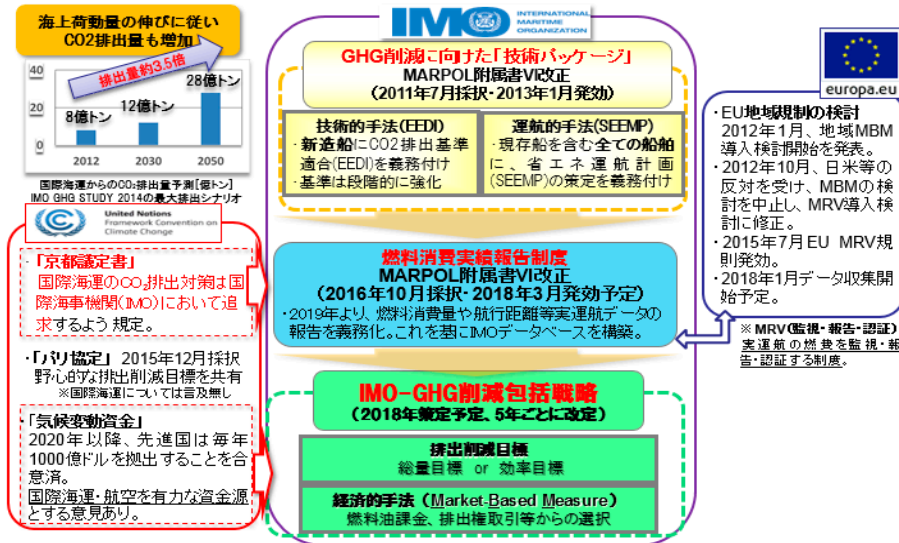 海上荷動量の伸びに従い
CO2排出量も増加
排出量約3.5倍
40
20
0
8億トン
12億トン
28億トン
2012
2030
2050
国際海運からのCO₂排出量予測[億トン]
IMO GHG STUDY 2014の最大排出シナリオ
United Nations
Framework Convention on
Climate Change
「京都議定書」
国際海運のCO₂排出対策は国
際海事機関(IMO)において追
求するよう規定。
・「パリ協定」 2015年12月採択
野心的な排出削減目標を共有
※国際海運については言及無し
・「気候変動資金」
2020年以降、先進国は毎年
1000億ドルを拠出することを合
意済。
国際海運・航空を有力な資金源
とする意見あり。
IMO
INTERNATIONAL
MARITIME
ORGANIZATION
GHG削減に向けた「技術パッケージ」
MARPOL附属書VI改正
(2011年7月採択・2013年1月発効)
技術的手法(EEDI)
・新造船にCO2排出基準
適合(EEDI)を義務付け
・基準は段階的に強化
運航的手法(SEEMP)
・現存船を含む全ての船舶
に、省エネ運航計画
(SEEMP)の策定を義務付け
燃料消費実績報告制度
MARPOL附属書VI改正
(2016年10月採択・2018年3月発効予定)
・2019年より、燃料消費量や航行距離等実運航データの
報告を義務化。これを基にIMOデータベースを構築。
IMO-GHG削減包括戦略
(2018年策定予定、5年ごとに改定)
排出削減目標
総量目標 or 効率目標
経済的手法（Market-Based Measure）
燃料油課金、排出権取引等からの選択
europa.eu
・EU地域規制の検討
2012年1月、地域MBM
導入検討開始を発表。
・2012年10月、日米等の
反対を受け、MBMの検
討を中止し、MRV導入検
討に修正。
・2015年7月EU MRV規
則発効。
・2018年1月データ収集開
始予定。
※ MRV(監視・報告・認証)
実運航の燃費を監視・報
告・認証する制度。